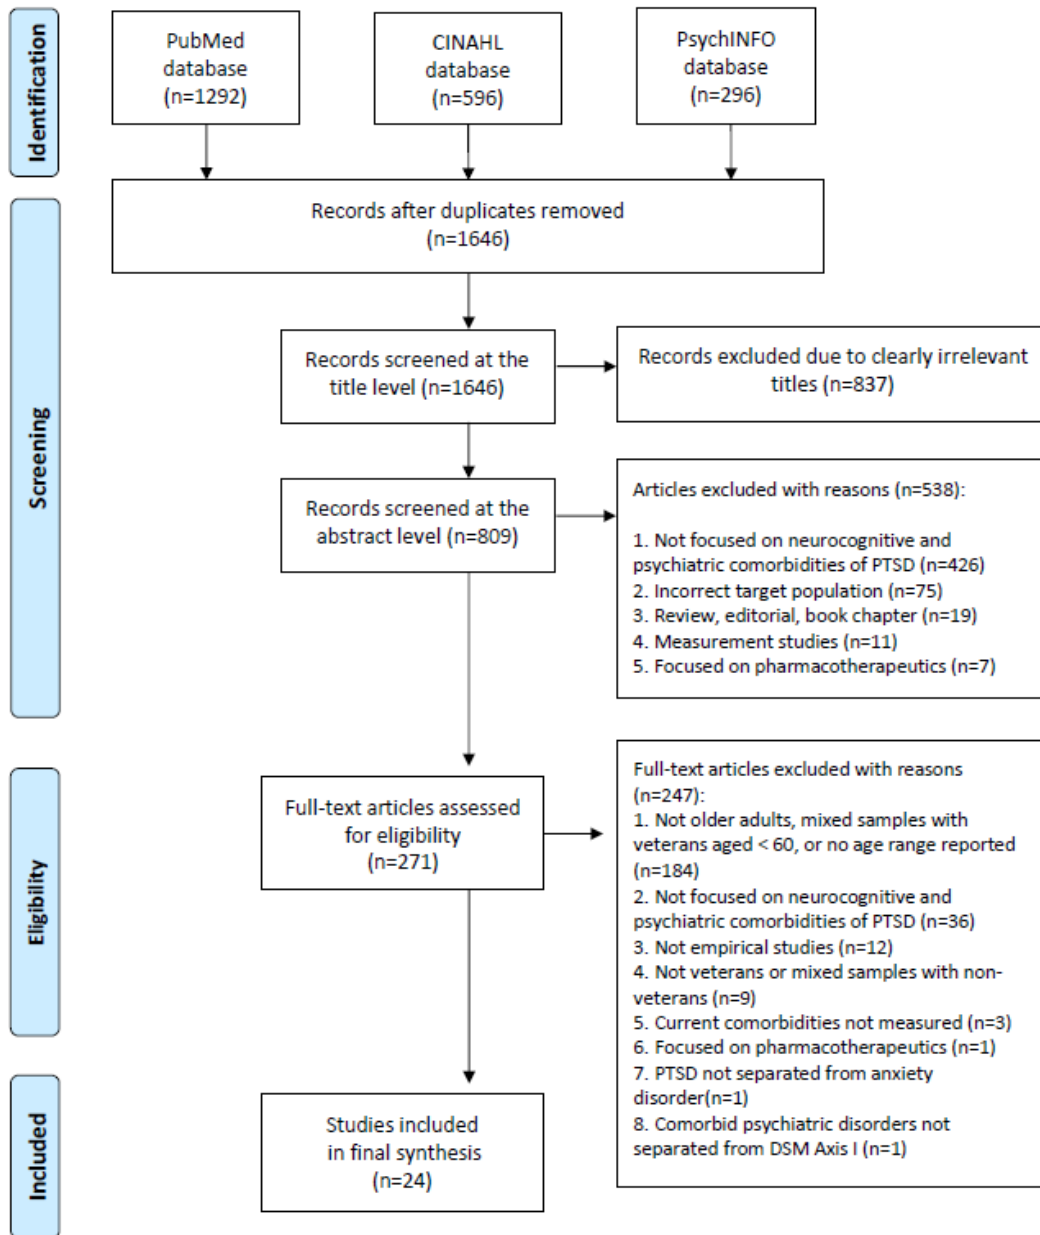 Identification
PubMed
database
(n=1292)
CINAHL
database
(n=596)
PsychINFO
database
(n=296)
Records after duplicates removed
(n=1646)
Screening
Records screened at the
title level (n=1646)
Records excluded due to clearly irrelevant
titles (n=837)
Records screened at the
abstract level (n=809)
Articles excluded with reasons (n=538):
1. Not focused on neurocognitive and
psychiatric comorbidities of PTSD (n=426)
2. Incorrect target population (n=75)
3. Review, editorial, book chapter (n=19)
4. Measurement studies (n=11)
5. Focused on pharmacotherapeutics (n=7)
Eligibility
Full-text articles assessed
for eligibility
(n=271)
Full-text articles excluded with reasons
(n=247):
1. Not older adults, mixed samples with
veterans aged < 60, or no age range reported
(n=184)
2. Not focused on neurocognitive and
psychiatric comorbidities of PTSD (n=36)
3. Not empirical studies (n=12)
4. Not veterans or mixed samples with non-
veterans (n=9)
5. Current comorbidities not measured (n=3)
6. Focused on pharmacotherapeutics (n=1)
7. PTSD not separated from anxiety
disorder(n=1)
8. Comorbid psychiatric disorders not
separated from DSM Axis I (n=1)
Included
Studies included
in final synthesis
(n=24)